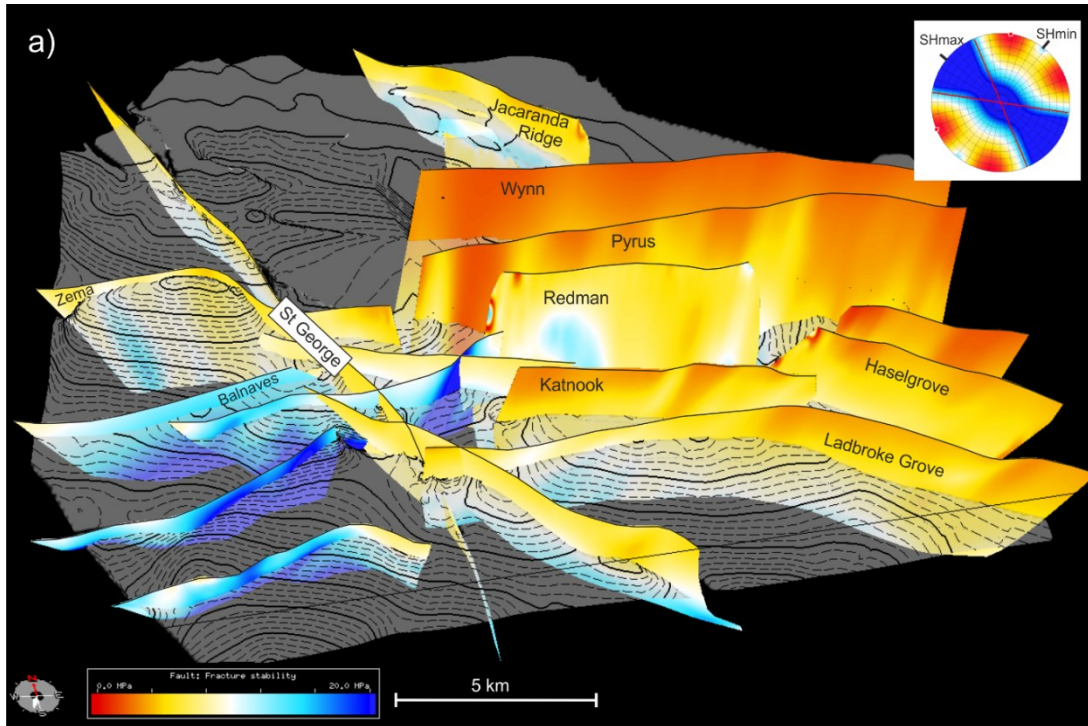 a)
SHmax
SHmin
Jacaranda
Ridge
Wynn
Pyrus
Redman
Zema
St George
Balnaves
Katnook
Haselgrove
Ladbroke Grove
Fault: Fracture stability
0.0 MPa
20.0 MPa
5 km
W
E
S